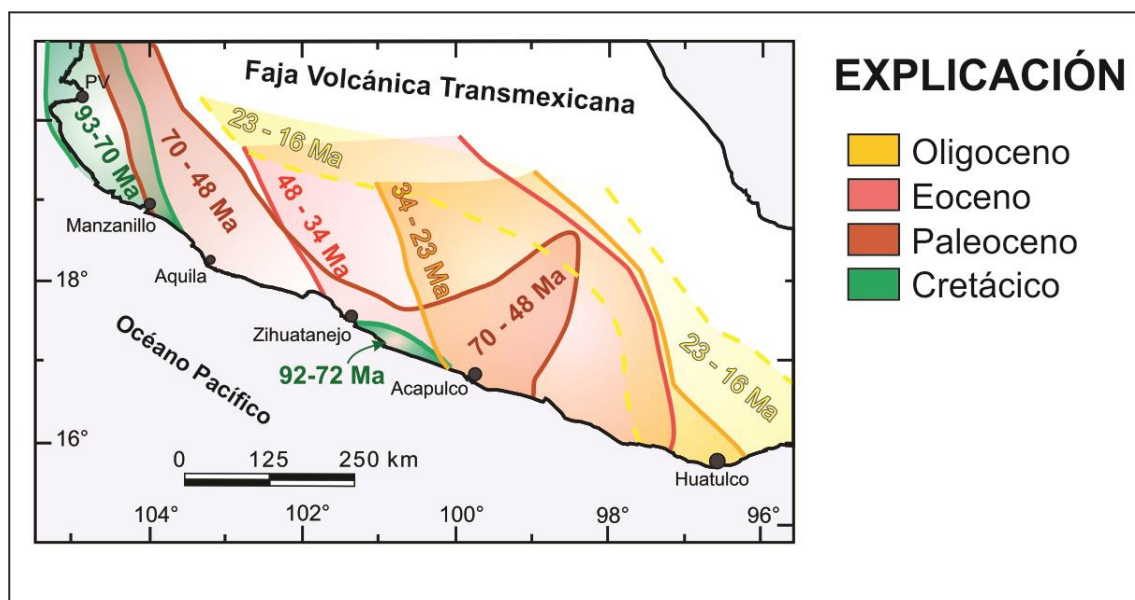 Faja Volcánica Transmexicana
PV
93-70 Ma
70 - 48 Ma
23 - 16 Ma
48 - 34 Ma
34 - 23 Ma
Manzanillo
Aquila
18°
Zihuatanejo
92-72 Ma
Acapulco
70 - 48 Ma
23 - 16 Ma
Océano Pacífico
16°
Huatulco
0 125 250 km
104° 102° 100° 98° 96°
EXPLICACIÓN
Oligoceno
Eoceno
Paleoceno
Cretácico